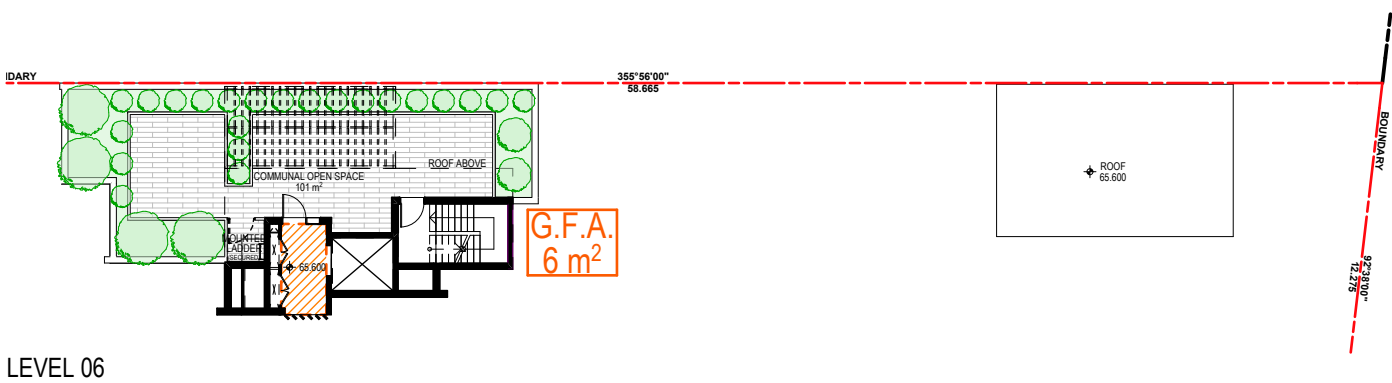 IDARY
355°56'00"
58.665
BOUNDARY
ROOF ABOVE
COMMUNAL OPEN SPACE
101 m²
ROOF
65.600
G.F.A.
6 m²
MOUNTED
LADDER
(SECURED)
65.600
92°38'00"
12.275
LEVEL 06